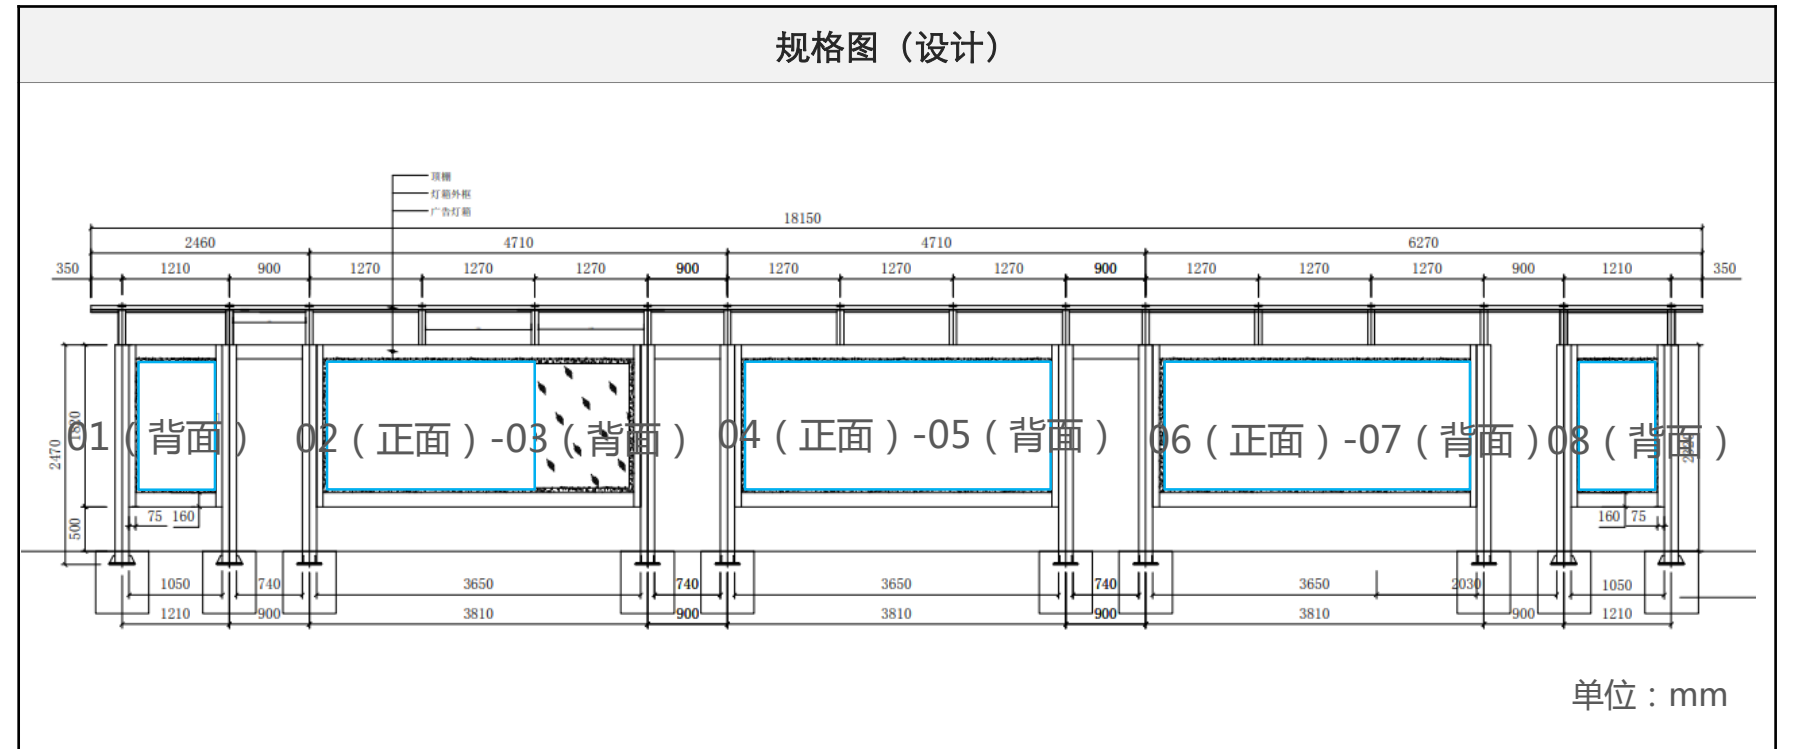 规格图（设计）
顶棚
灯箱外框
广告灯箱
18150
2460 4710 4710 6270
350 1210 900 1270 1270 1270 900 1270 1270 1270 900 1270 1270 1270 900 1210 350
2470 1820 500
01（背面） 02（正面）-03（背面） 04（正面）-05（背面） 06（正面）-07（背面） 08（背面）
75 160 160 75
1050 740 3650 740 3650 740 3650 2030 1050
1210 900 3810 900 3810 900 3810 900 1210
单位：mm